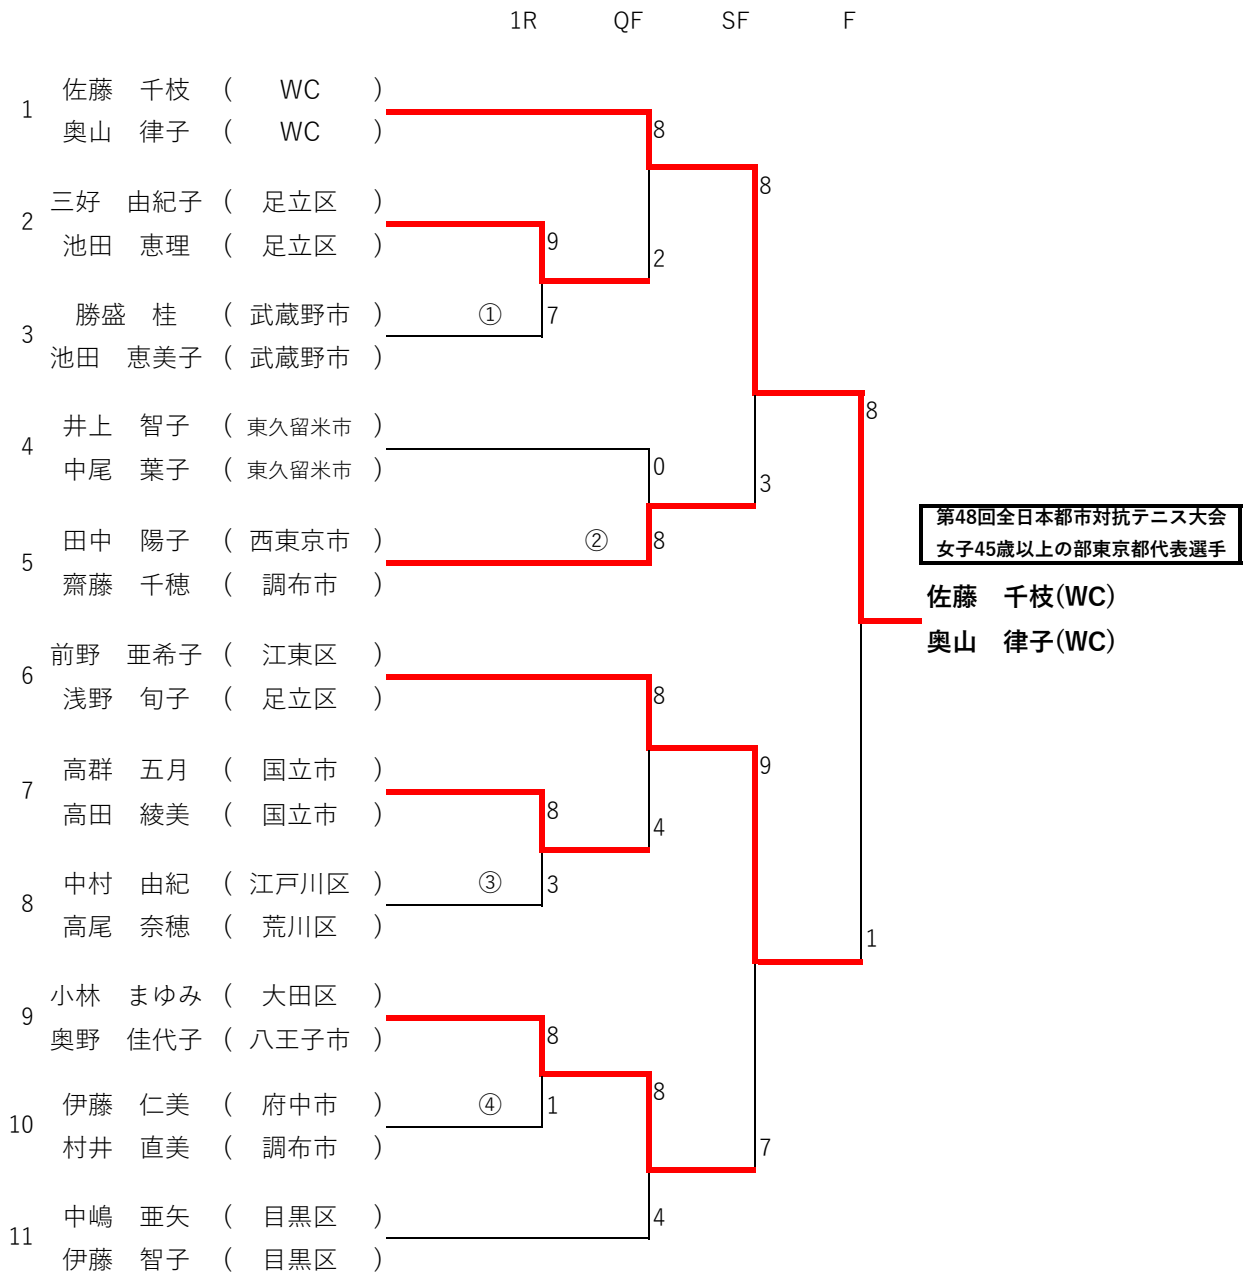 1R QF SF F
佐藤 千枝 ( WC )
1
奥山 律子 ( WC )
8
8
三好 由紀子 ( 足立区 )
2
池田 恵理 ( 足立区 )
9
2
勝盛 桂 ( 武蔵野市 ) ① 7
3
池田 恵美子 ( 武蔵野市 )
8
井上 智子 ( 東久留米市 )
4
中尾 葉子 ( 東久留米市 )
0
3
第48回全日本都市対抗テニス大会
女子45歳以上の部東京都代表選手
田中 陽子 ( 西東京市 ) ② 8
5
齋藤 千穂 ( 調布市 )
佐藤 千枝(WC)
奥山 律子(WC)
前野 亜希子 ( 江東区 )
6
浅野 旬子 ( 足立区 )
8
9
高群 五月 ( 国立市 )
7
高田 綾美 ( 国立市 )
8
4
中村 由紀 ( 江戸川区 ) ③ 3
8
高尾 奈穂 ( 荒川区 )
1
小林 まゆみ ( 大田区 )
9
奥野 佳代子 ( 八王子市 )
8
8
伊藤 仁美 ( 府中市 ) ④ 1
10
村井 直美 ( 調布市 )
7
中嶋 亜矢 ( 目黒区 )
4
11
伊藤 智子 ( 目黒区 )